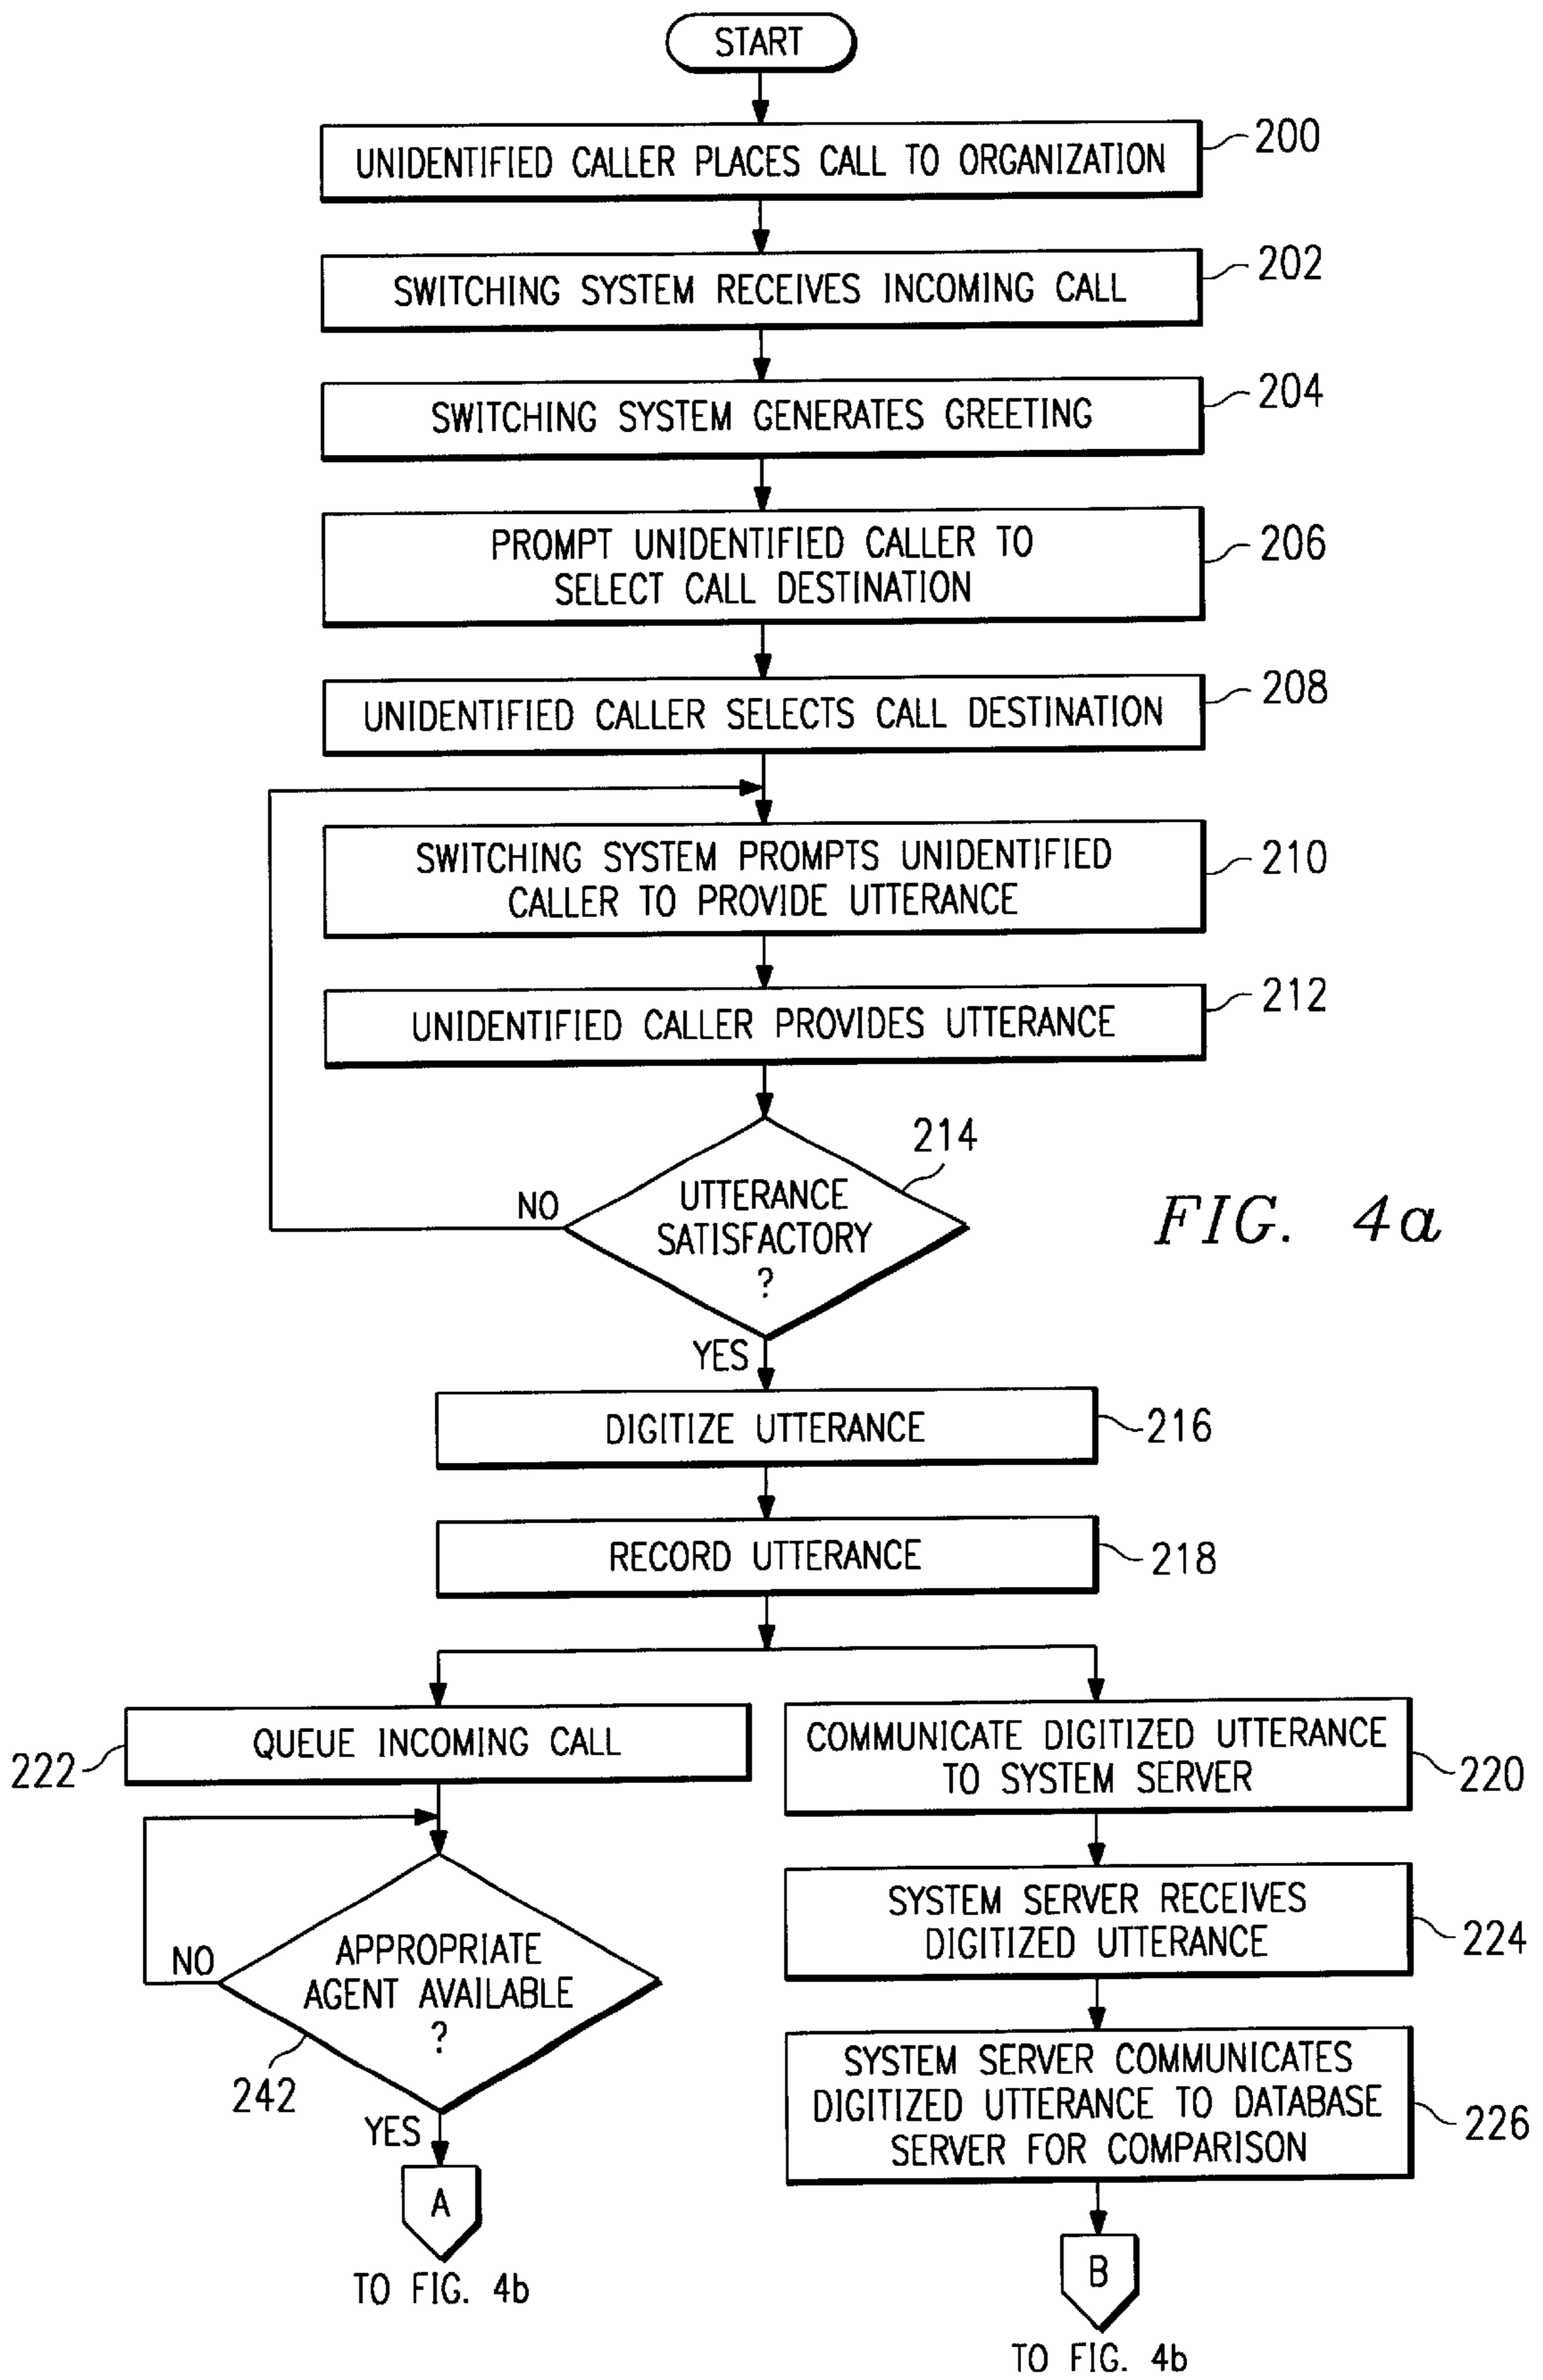 START
UNIDENTIFIED CALLER PLACES CALL TO ORGANIZATION
200
SWITCHING SYSTEM RECEIVES INCOMING CALL
202
SWITCHING SYSTEM GENERATES GREETING
204
PROMPT UNIDENTIFIED CALLER TO
SELECT CALL DESTINATION
206
UNIDENTIFIED CALLER SELECTS CALL DESTINATION
208
SWITCHING SYSTEM PROMPTS UNIDENTIFIED
CALLER TO PROVIDE UTTERANCE
210
UNIDENTIFIED CALLER PROVIDES UTTERANCE
212
214
UTTERANCE
SATISFACTORY
?
NO
YES
FIG. 4a
DIGITIZE UTTERANCE
216
RECORD UTTERANCE
218
QUEUE INCOMING CALL
222
APPROPRIATE
AGENT AVAILABLE
?
NO
242
YES
A
TO FIG. 4b
COMMUNICATE DIGITIZED UTTERANCE
TO SYSTEM SERVER
220
SYSTEM SERVER RECEIVES
DIGITIZED UTTERANCE
224
SYSTEM SERVER COMMUNICATES
DIGITIZED UTTERANCE TO DATABASE
SERVER FOR COMPARISON
226
B
TO FIG. 4b